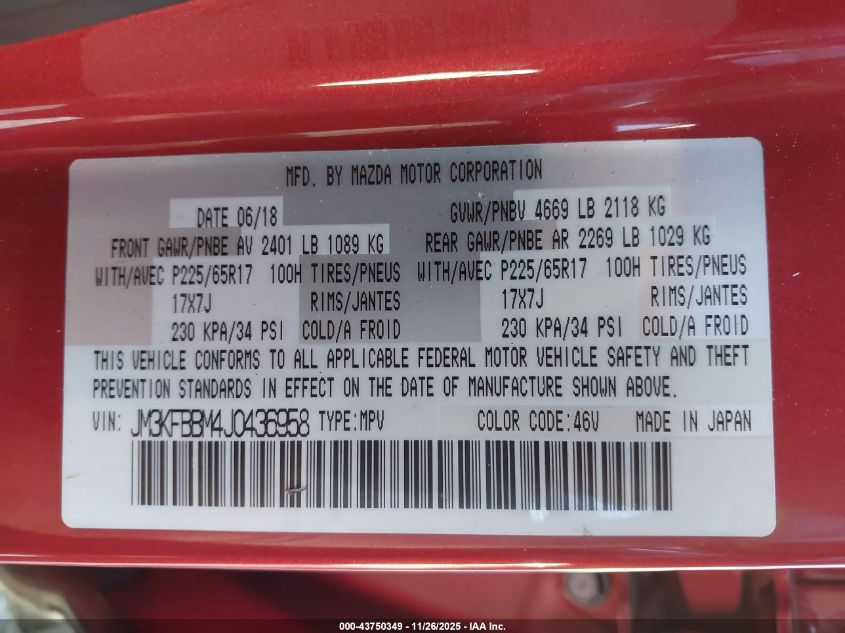 MFD. BY MAZDA MOTOR CORPORATION
DATE 06/18 GVWR/PNBV 4669 LB 2118 KG
FRONT GAWR/PNBE AV 2401 LB 1089 KG REAR GAWR/PNBE AR 2269 LB 1029 KG
WITH/AVEC P225/65R17 100H TIRES/PNEUS WITH/AVEC P225/65R17 100H TIRES/PNEUS
17X7J RIMS/JANTES 17X7J RIMS/JANTES
230 KPA/34 PSI COLD/A FROID 230 KPA/34 PSI COLD/A FROID
THIS VEHICLE CONFORMS TO ALL APPLICABLE FEDERAL MOTOR VEHICLE SAFETY AND THEFT
PREVENTION STANDARDS IN EFFECT ON THE DATE OF MANUFACTURE SHOWN ABOVE.
VIN: JM3KFBBM4J0436958 TYPE:MPV COLOR CODE:46V MADE IN JAPAN
000-43750349 - 11/26/2025 - IAA Inc.